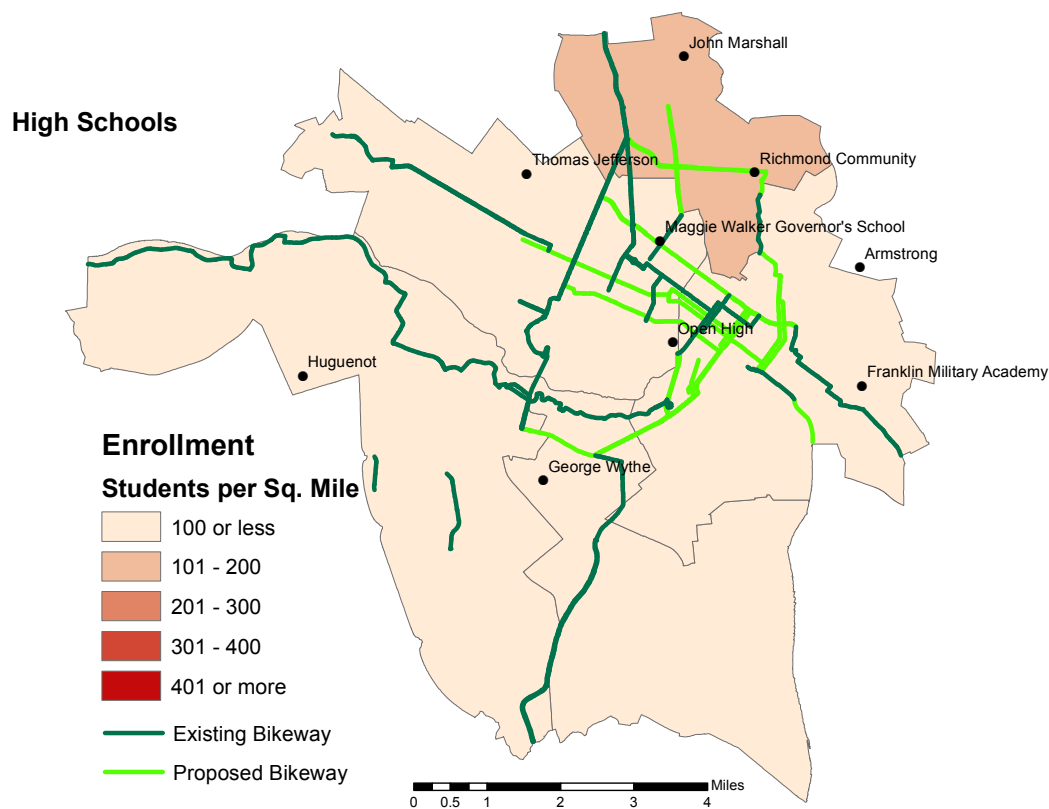 High Schools
John Marshall
Thomas Jefferson
Richmond Community
Maggie Walker Governor's School
Armstrong
Open High
Huguenot
Franklin Military Academy
George Wythe
Enrollment
Students per Sq. Mile
100 or less
101 - 200
201 - 300
301 - 400
401 or more
Existing Bikeway
Proposed Bikeway
Miles
0 0.5 1 2 3 4